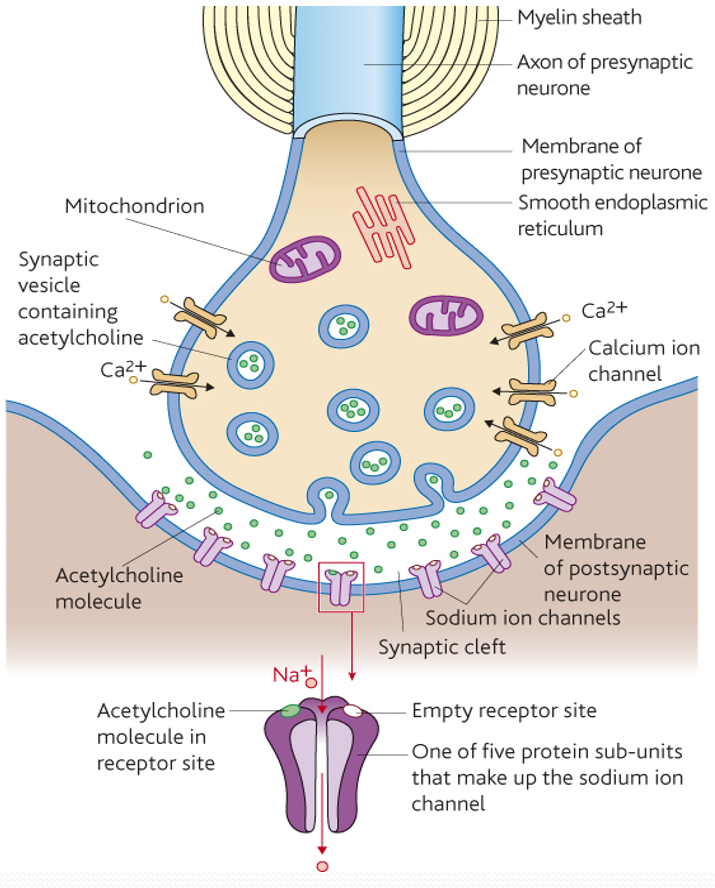 Myelin sheath
Axon of presynaptic
neurone
Membrane of
presynaptic neurone
Smooth endoplasmic
reticulum
Mitochondrion
Synaptic
vesicle
containing
acetylcholine
Ca2+
Ca2+
Calcium ion
channel
Acetylcholine
molecule
Membrane
of postsynaptic
neurone
Sodium ion channels
Synaptic cleft
Na+
Acetylcholine
molecule in
receptor site
Empty receptor site
One of five protein sub-units
that make up the sodium ion
channel